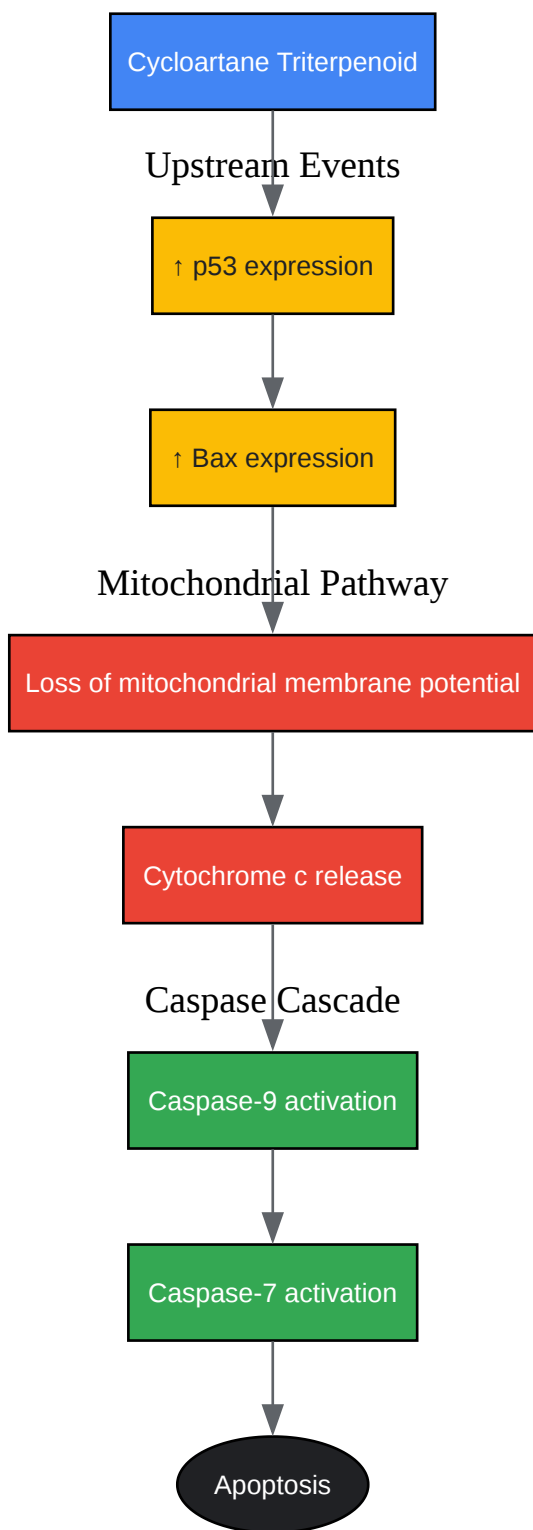 Cycloartane Triterpenoid
Upstream Events
↑ p53 expression
↑ Bax expression
Mitochondrial Pathway
Loss of mitochondrial membrane potential
Cytochrome c release
Caspase Cascade
Caspase-9 activation
Caspase-7 activation
Apoptosis